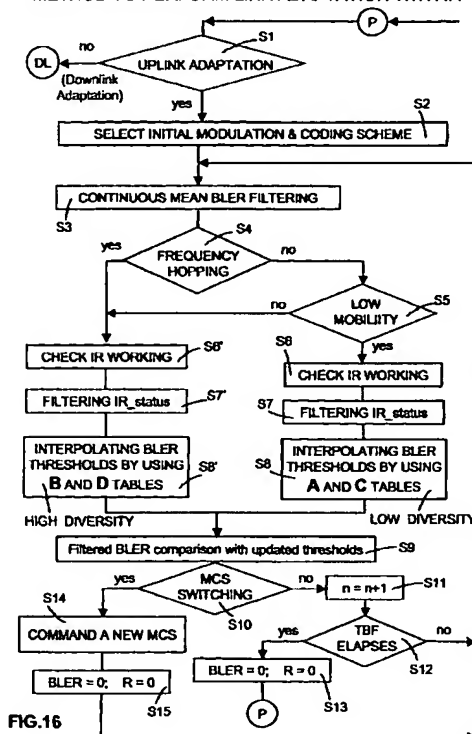 P
S1
no
DL
UPLINK ADAPTATION
(Downlink
Adaptation)
yes
S2
SELECT INITIAL MODULATION & CODING SCHEME
CONTINUOUS MEAN BLER FILTERING
S3
S4
yes
FREQUENCY
HOPPING
no
no
LOW
MOBILITY
S5
yes
S6'
CHECK IR WORKING
S6
CHECK IR WORKING
S7'
FILTERING IR_status
S7
FILTERING IR_status
INTERPOLATING BLER
THRESHOLDS BY USING
B AND D TABLES
S8'
HIGH DIVERSITY
INTERPOLATING BLER
THRESHOLDS BY USING
S8
A AND C TABLES
LOW DIVERSITY
Filtered BLER comparison with updated thresholds
S9
yes
MCS
SWITCHING
S10
no
S11
n = n+1
S14
COMMAND A NEW MCS
yes
TBF
ELAPSES
no
S12
BLER = 0; R = 0
S15
BLER = 0; R = 0
S13
P
FIG.16